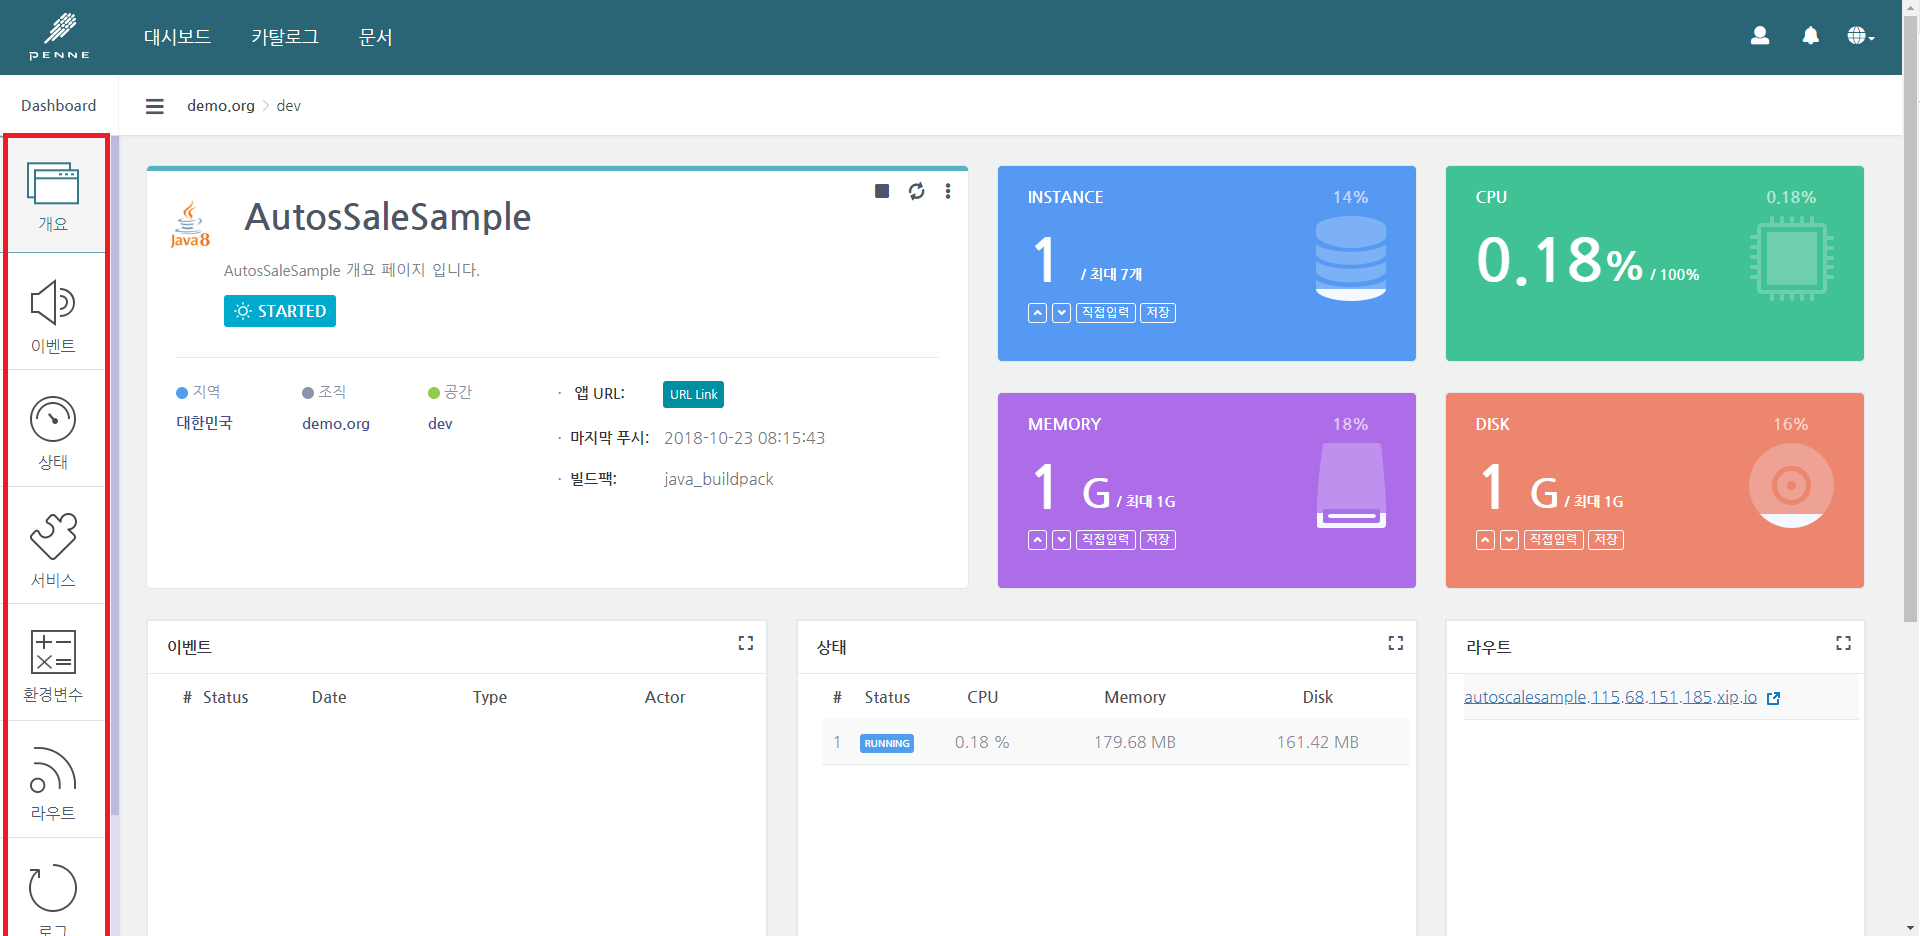 PENNE
대시보드 카탈로그 문서
Dashboard
demo.org > dev
개요
이벤트
상태
서비스
환경변수
라우트
로그
Java8
AutosSaleSample
AutosSaleSample 개요 페이지 입니다.
STARTED
지역 조직 공간
대한민국 demo.org dev
· 앱 URL: URL Link
· 마지막 푸시: 2018-10-23 08:15:43
· 빌드팩: java_buildpack
INSTANCE 14%
1 / 최대 7개
직접입력 저장
CPU 0.18%
0.18% / 100%
MEMORY 18%
1 G / 최대 1G
직접입력 저장
DISK 16%
1 G / 최대 1G
직접입력 저장
이벤트
# Status Date Type Actor
상태
# Status CPU Memory Disk
1 RUNNING 0.18 % 179.68 MB 161.42 MB
라우트
autoscalesample.115.68.151.185.xip.io